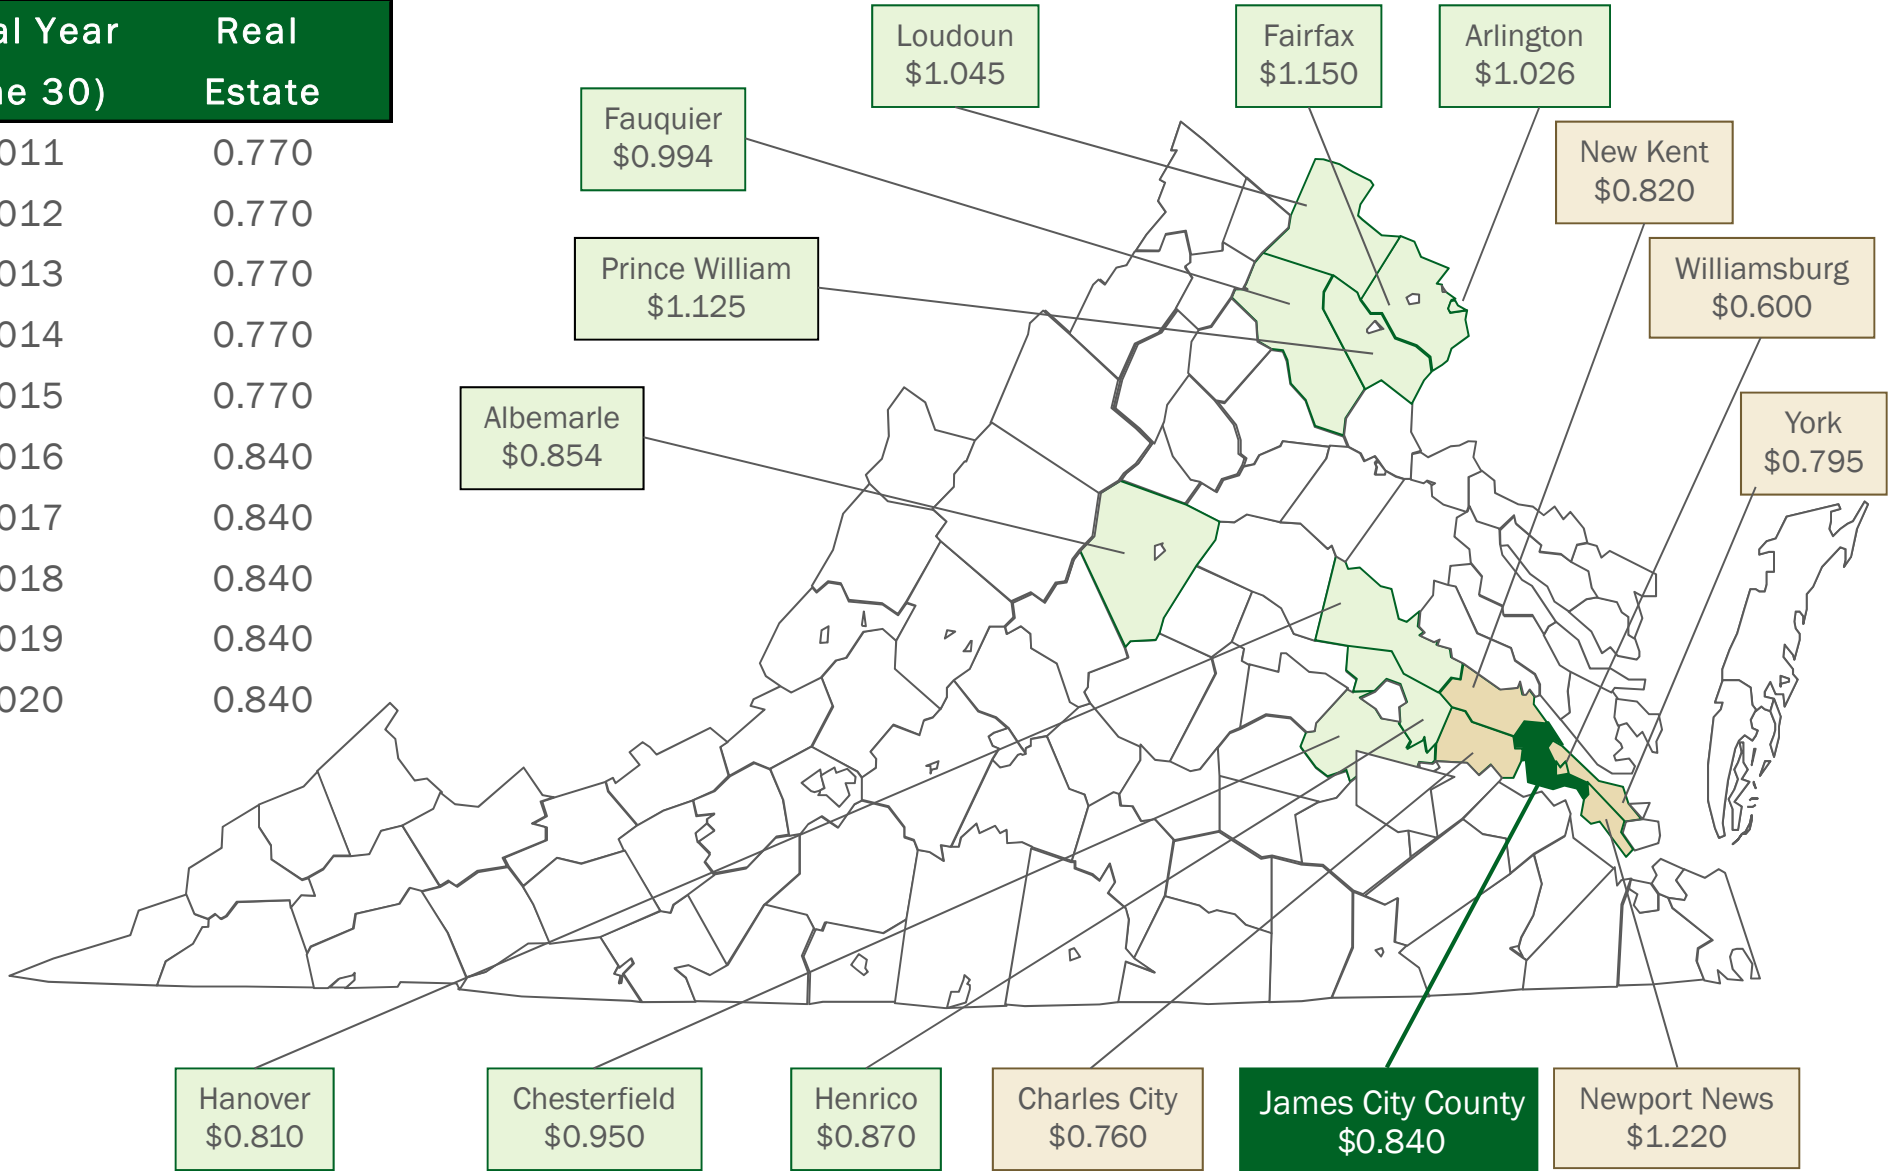 al Year Real
ne 30) Estate
011 0.770
012 0.770
013 0.770
014 0.770
015 0.770
016 0.840
017 0.840
018 0.840
019 0.840
020 0.840
Loudoun
$1.045
Fairfax
$1.150
Arlington
$1.026
Fauquier
$0.994
New Kent
$0.820
Prince William
$1.125
Williamsburg
$0.600
Albemarle
$0.854
York
$0.795
Hanover
$0.810
Chesterfield
$0.950
Henrico
$0.870
Charles City
$0.760
James City County
$0.840
Newport News
$1.220